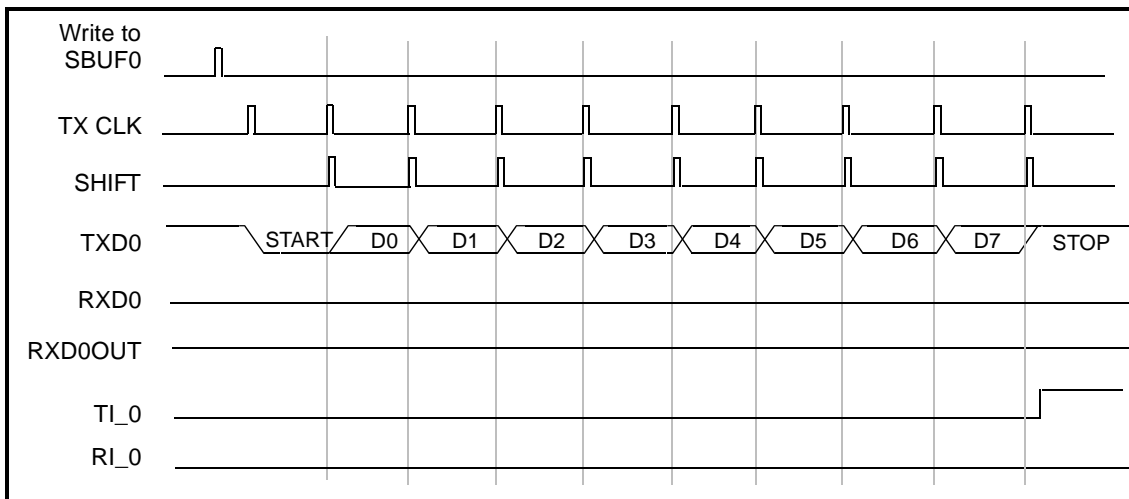 Write to
SBUF0
TX CLK
SHIFT
TXD0
START D0 D1 D2 D3 D4 D5 D6 D7 STOP
RXD0
RXD0OUT
TI_0
RI_0